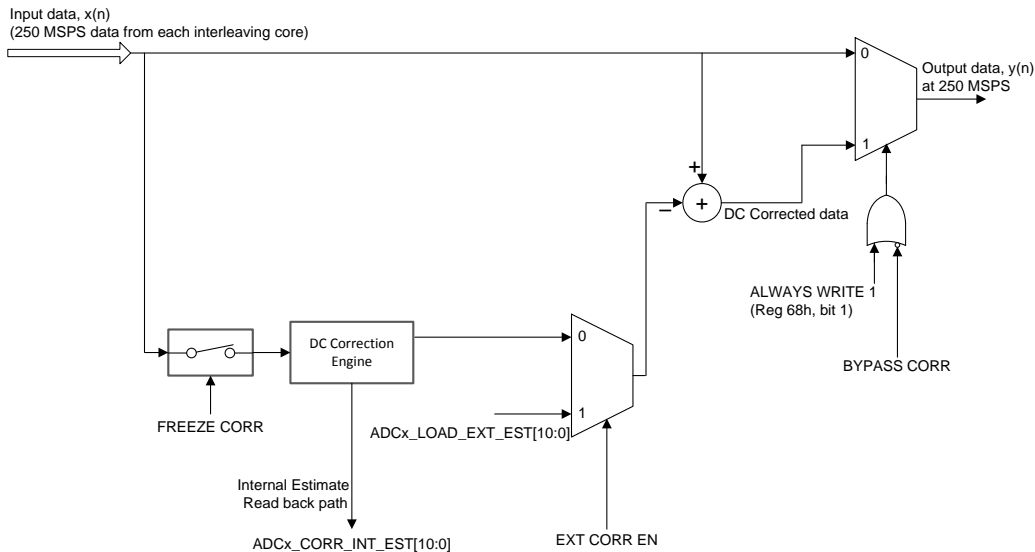 Input data, x(n)
(250 MSPS data from each interleaving core)
0
Output data, y(n)
at 250 MSPS
1
+
+
−
DC Corrected data
ALWAYS WRITE 1
(Reg 68h, bit 1)
BYPASS CORR
DC Correction
Engine
0
1
FREEZE CORR
ADCx_LOAD_EXT_EST[10:0]
Internal Estimate
Read back path
ADCx_CORR_INT_EST[10:0]
EXT CORR EN